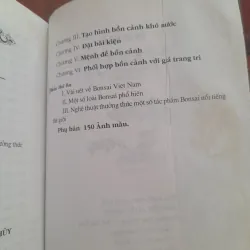 Chương III. Tạo hình bồn cảnh khô nước
Chương IV. Đặt bài kiện
Chương V. Mệnh đề bồn cảnh
Chương VI. Phối hợp bồn cảnh với giá trang trí
Phần thứ Ba
I. Vài nét về Bonsai Việt Nam
II. Một số loài Bonsai phổ biến
III. Nghệ thuật thưởng thức một số tác phẩm Bonsai nổi tiếng
thế giới
Phụ bản 150 Ảnh màu.